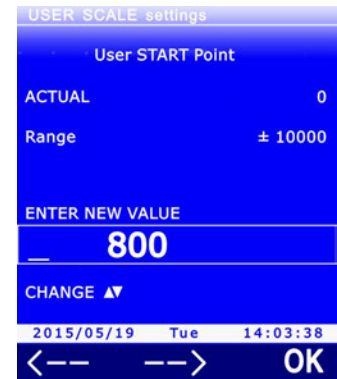 USER SCALE settings
User START Point
ACTUAL 0
Range ± 10000
ENTER NEW VALUE
_ 800
CHANGE ▲▼
2015/05/19 Tue 14:03:38
<-- --> OK